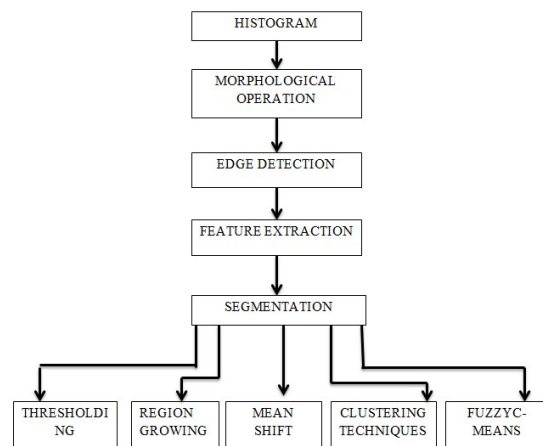 HISTOGRAM
MORPHOLOGICAL
OPERATION
EDGE DETECTION
FEATURE EXTRACTION
SEGMENTATION
THRESHOLDI
NG
REGION
GROWING
MEAN
SHIFT
CLUSTERING
TECHNIQUES
FUZZYC-
MEANS